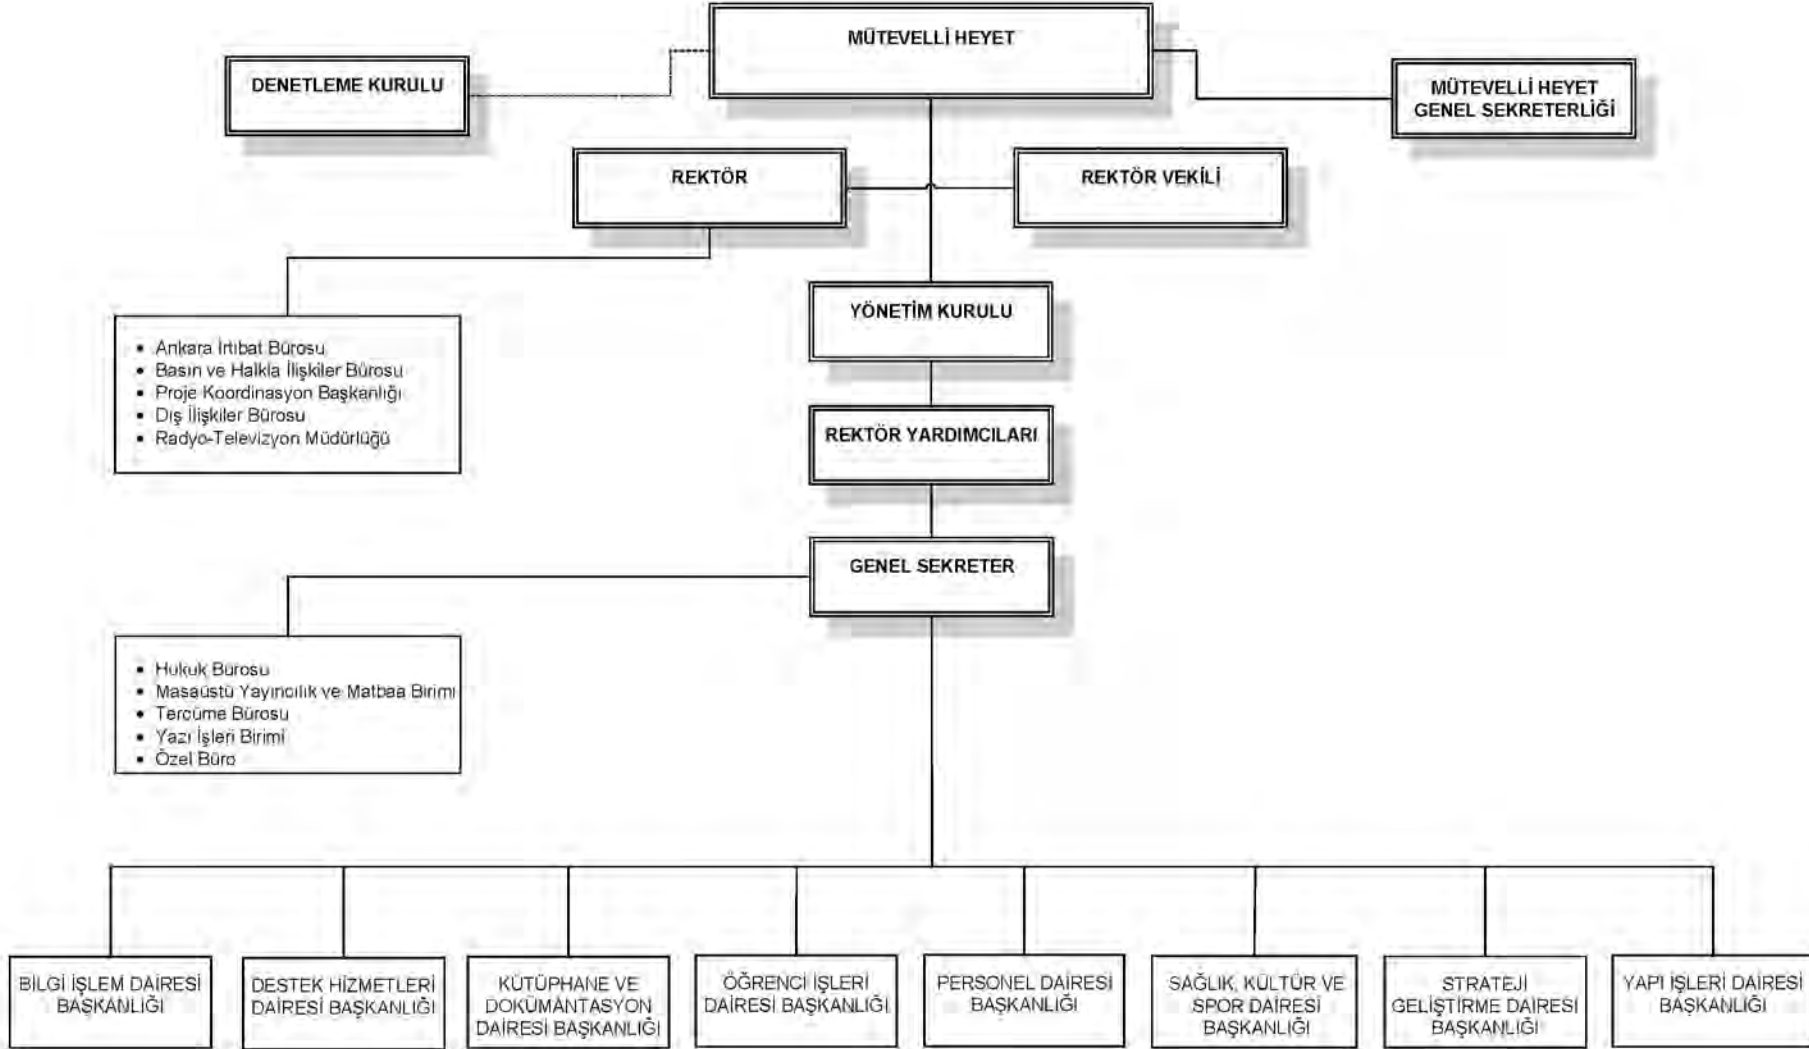 MÜTEVELLİ HEYET
DENETLEME KURULU
MÜTEVELLİ HEYET
GENEL SEKRETERLİĞİ
REKTÖR
REKTÖR VEKİLİ
YÖNETİM KURULU
• Ankara İrtibat Bürosu
• Basın ve Halkla İlişkiler Bürosu
• Proje Koordinasyon Başkanlığı
• Dış İlişkiler Bürosu
• Radyo-Televizyon Müdürlüğü
REKTÖR YARDIMCILARI
GENEL SEKRETER
• Hukuk Bürosu
• Masaüstü Yayıncılık ve Matbaa Birimi
• Tercüme Bürosu
• Yazı İşleri Birimi
• Özel Büro
BİLGİ İŞLEM DAİRESİ
BAŞKANLIĞI
DESTEK HİZMETLERİ
DAİRESİ BAŞKANLIĞI
KÜTÜPHANE VE
DOKÜMANTASYON
DAİRESİ BAŞKANLIĞI
ÖĞRENCİ İŞLERİ
DAİRESİ BAŞKANLIĞI
PERSONEL DAİRESİ
BAŞKANLIĞI
SAĞLIK, KÜLTÜR VE
SPOR DAİRESİ
BAŞKANLIĞI
STRATEJİ
GELİŞTİRME DAİRESİ
BAŞKANLIĞI
YAPI İŞLERİ DAİRESİ
BAŞKANLIĞI